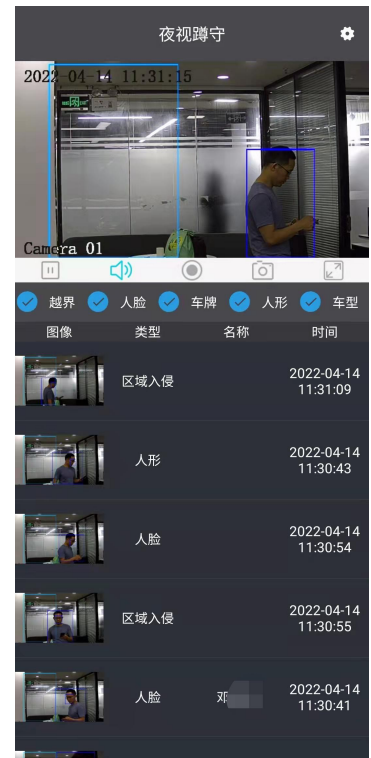 夜视蹲守
2022-04-14 11:31:15
Camera 01
越界 人脸 车牌 人形 车型
图像 类型 名称 时间
区域入侵 2022-04-14
11:31:09
人形 2022-04-14
11:30:43
人脸 2022-04-14
11:30:54
区域入侵 2022-04-14
11:30:55
人脸 邓 2022-04-14
11:30:41